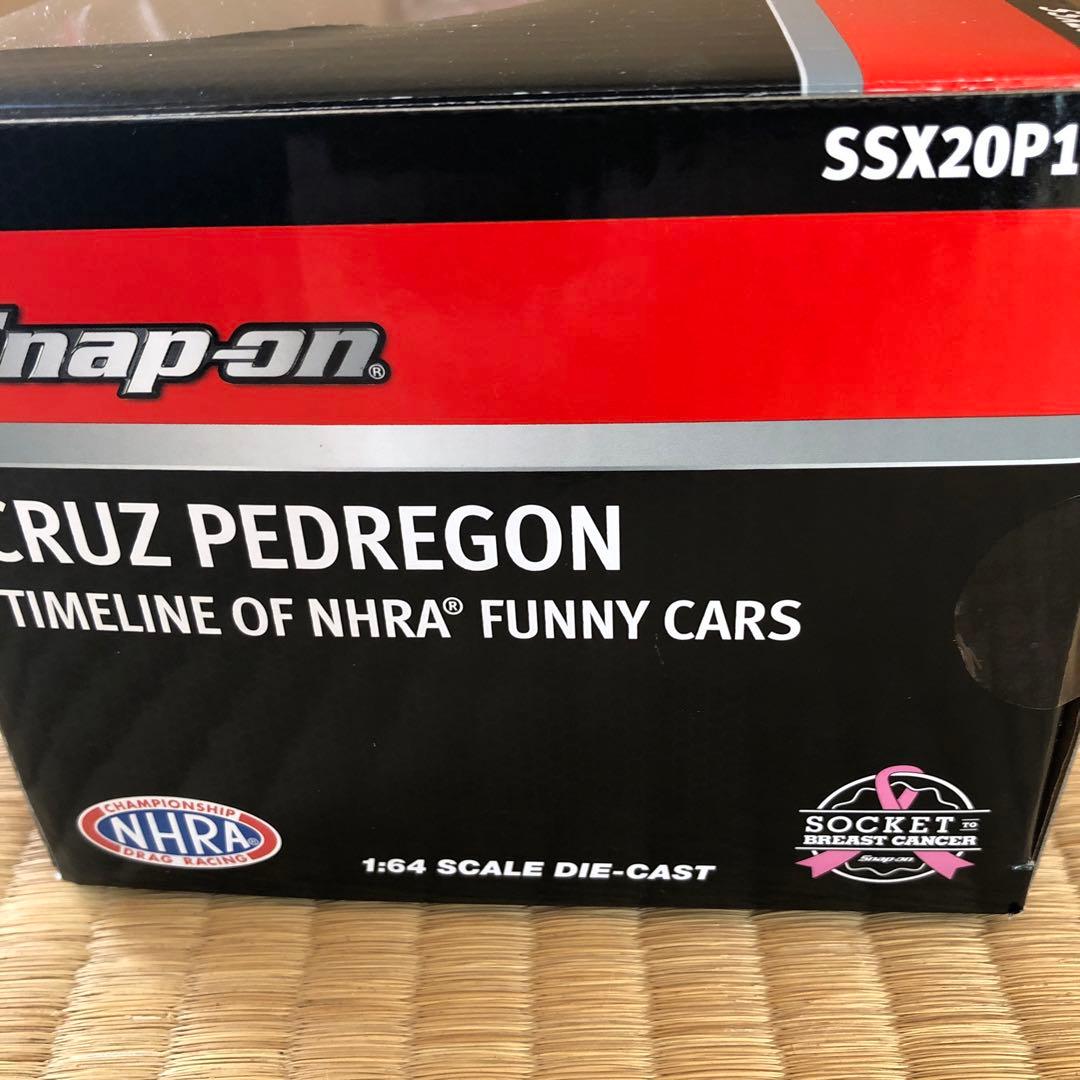 SSX20P1
Snap-on®
CRUZ PEDREGON
TIMELINE OF NHRA® FUNNY CARS
CHAMPIONSHIP
NHRA®
DRAG RACING
1:64 SCALE DIE-CAST
SOCKET TO
BREAST CANCER
Snap-on